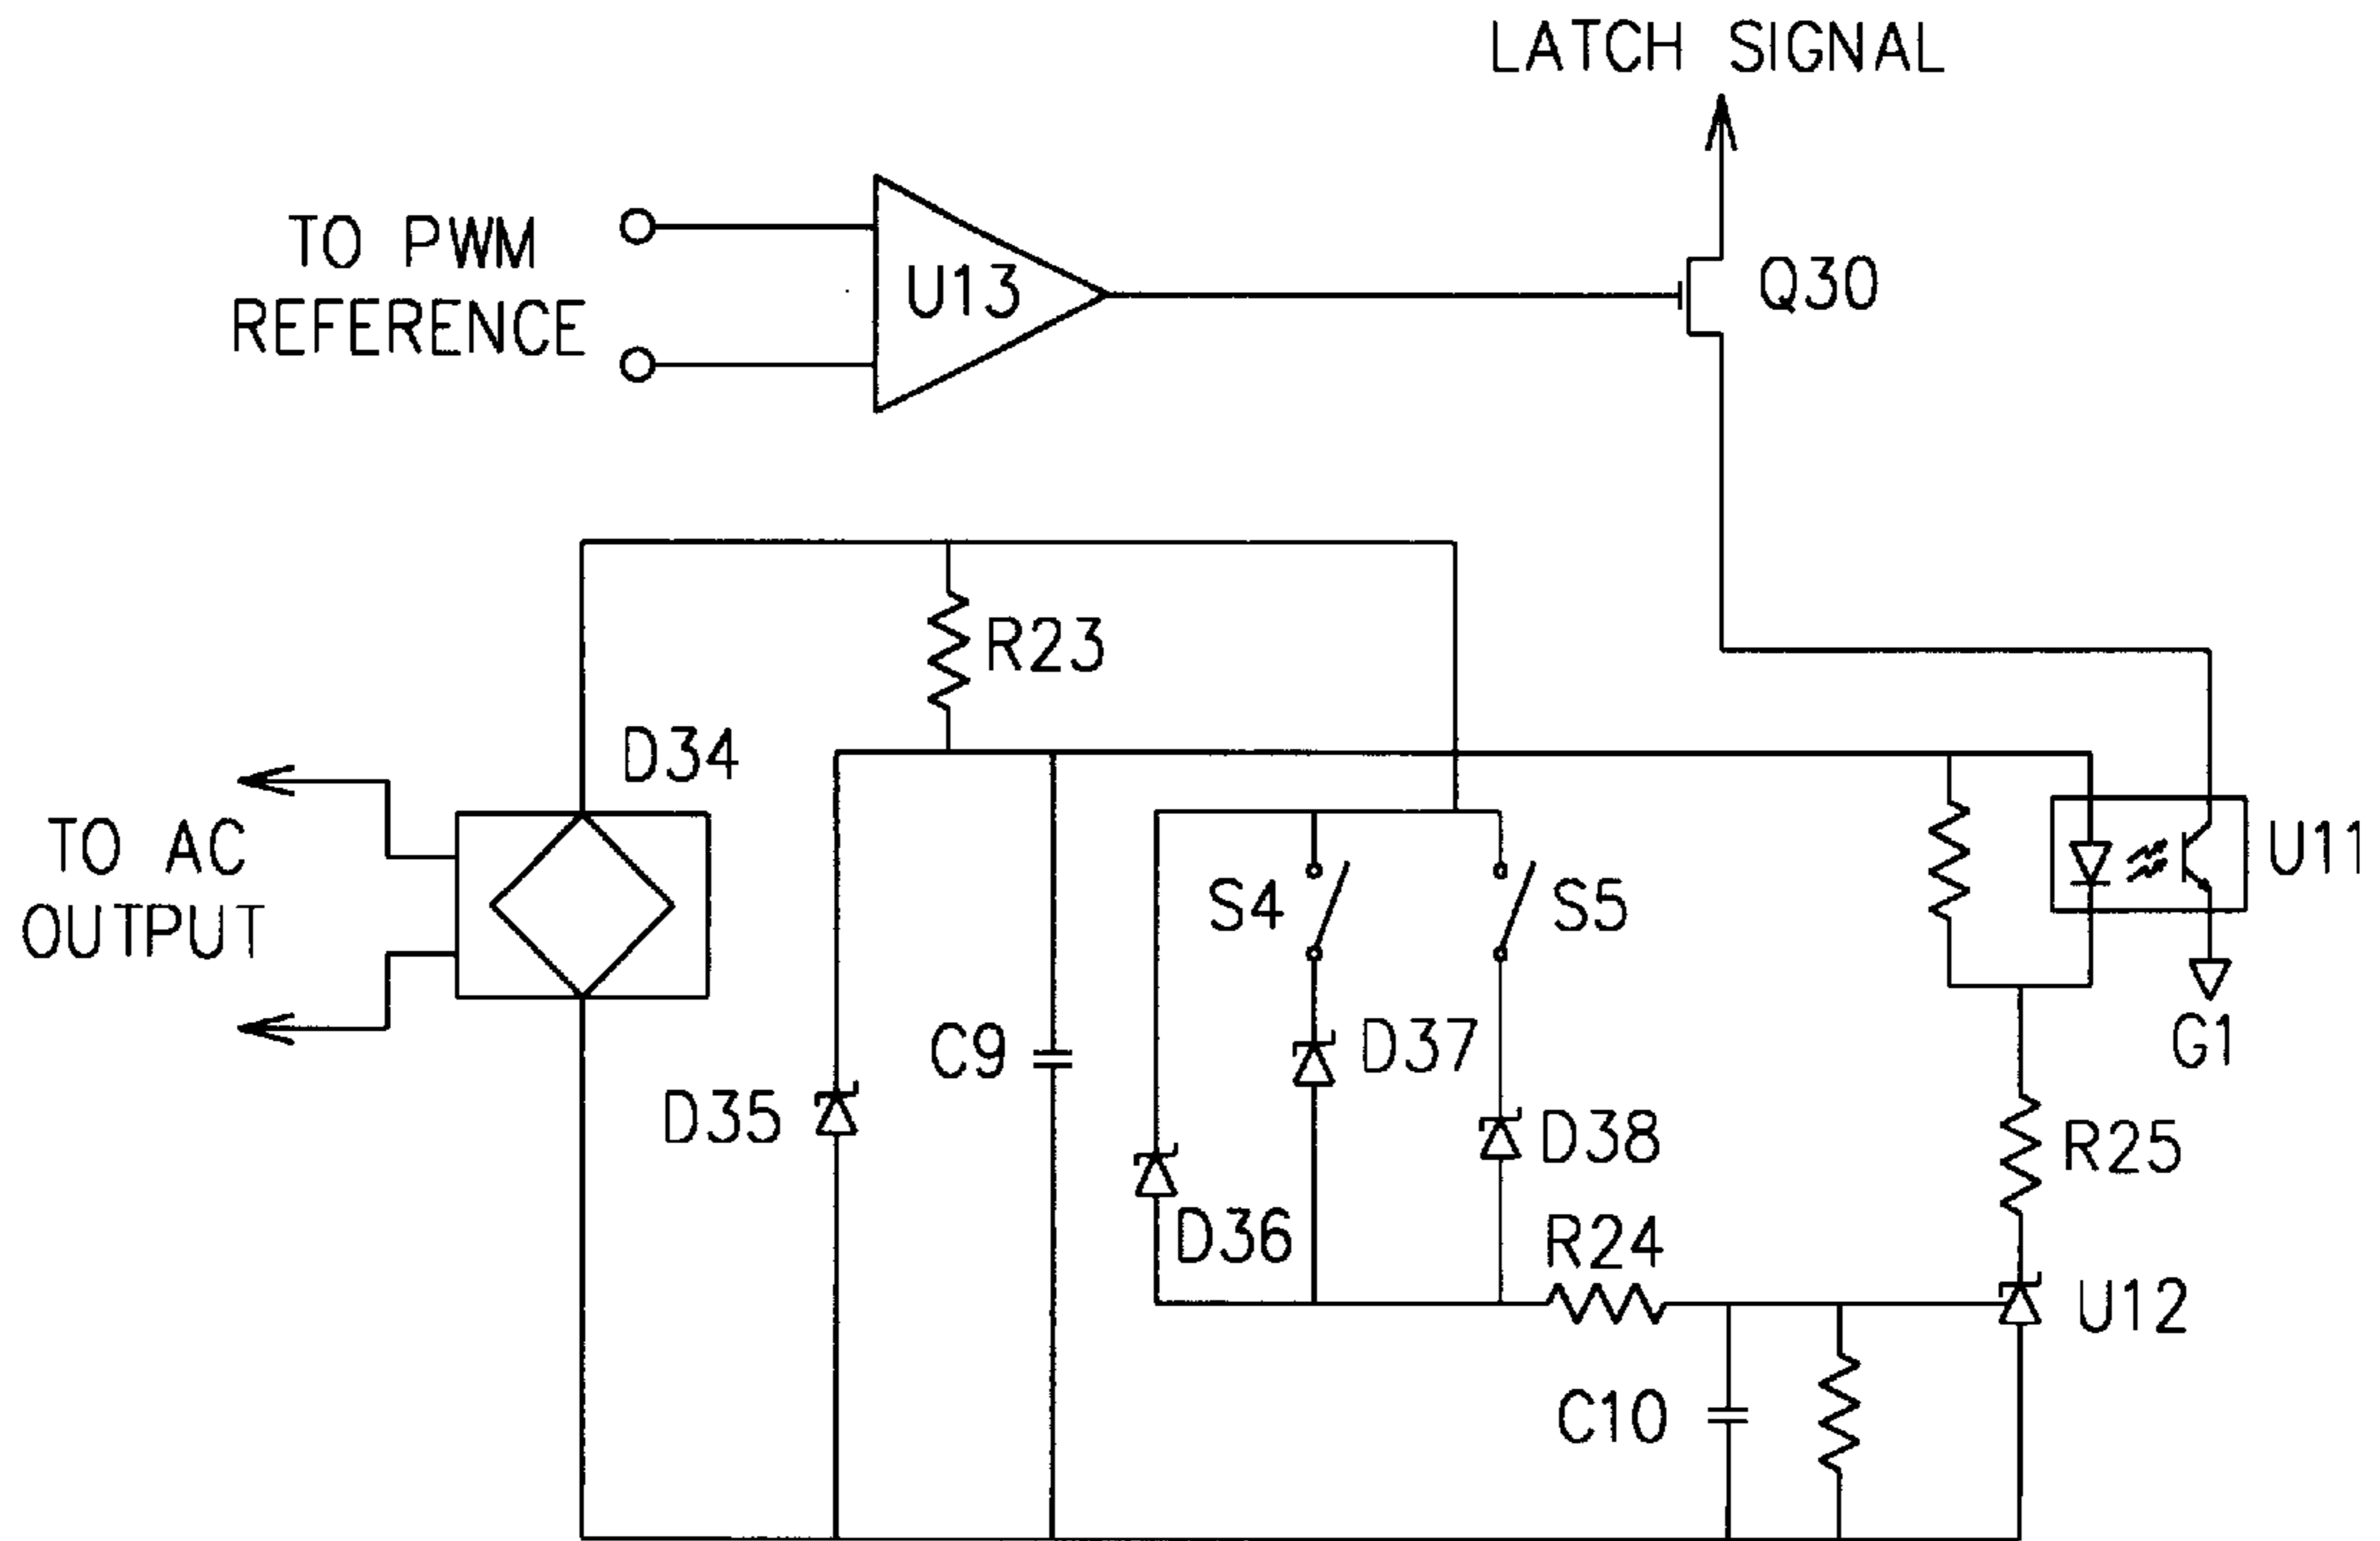 LATCH SIGNAL
TO PWM
REFERENCE
U13
Q30
R23
D34
TO AC
OUTPUT
U11
S4
S5
C9
D37
G1
D35
D38
R25
D36
R24
U12
C10